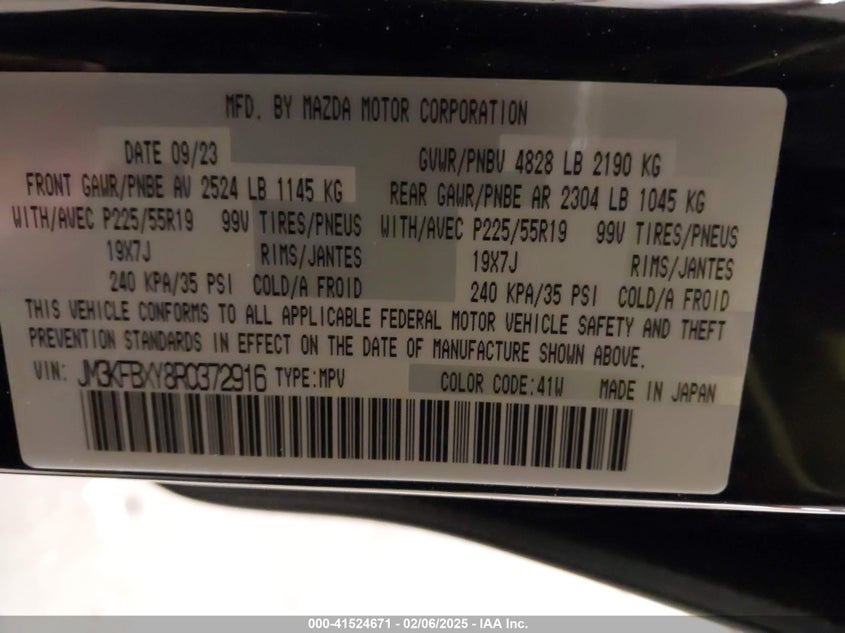 MFD. BY MAZDA MOTOR CORPORATION
DATE 09/23 GVWR/PNBV 4828 LB 2190 KG
FRONT GAWR/PNBE AV 2524 LB 1145 KG REAR GAWR/PNBE AR 2304 LB 1045 KG
WITH/AVEC P225/55R19 99V TIRES/PNEUS WITH/AVEC P225/55R19 99V TIRES/PNEUS
19X7J RIMS/JANTES 19X7J RIMS/JANTES
240 KPA/35 PSI COLD/A FROID 240 KPA/35 PSI COLD/A FROID
THIS VEHICLE CONFORMS TO ALL APPLICABLE FEDERAL MOTOR VEHICLE SAFETY AND THEFT
PREVENTION STANDARDS IN EFFECT ON THE DATE OF MANUFACTURE SHOWN ABOVE.
VIN: JM3KFBXY8R0372916 TYPE:MPV COLOR CODE:41W MADE IN JAPAN
000-41524671 - 02/06/2025 - IAA Inc.